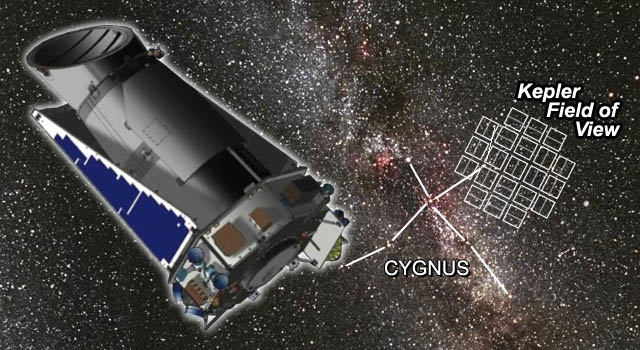 Kepler
Field of
View
CYGNUS